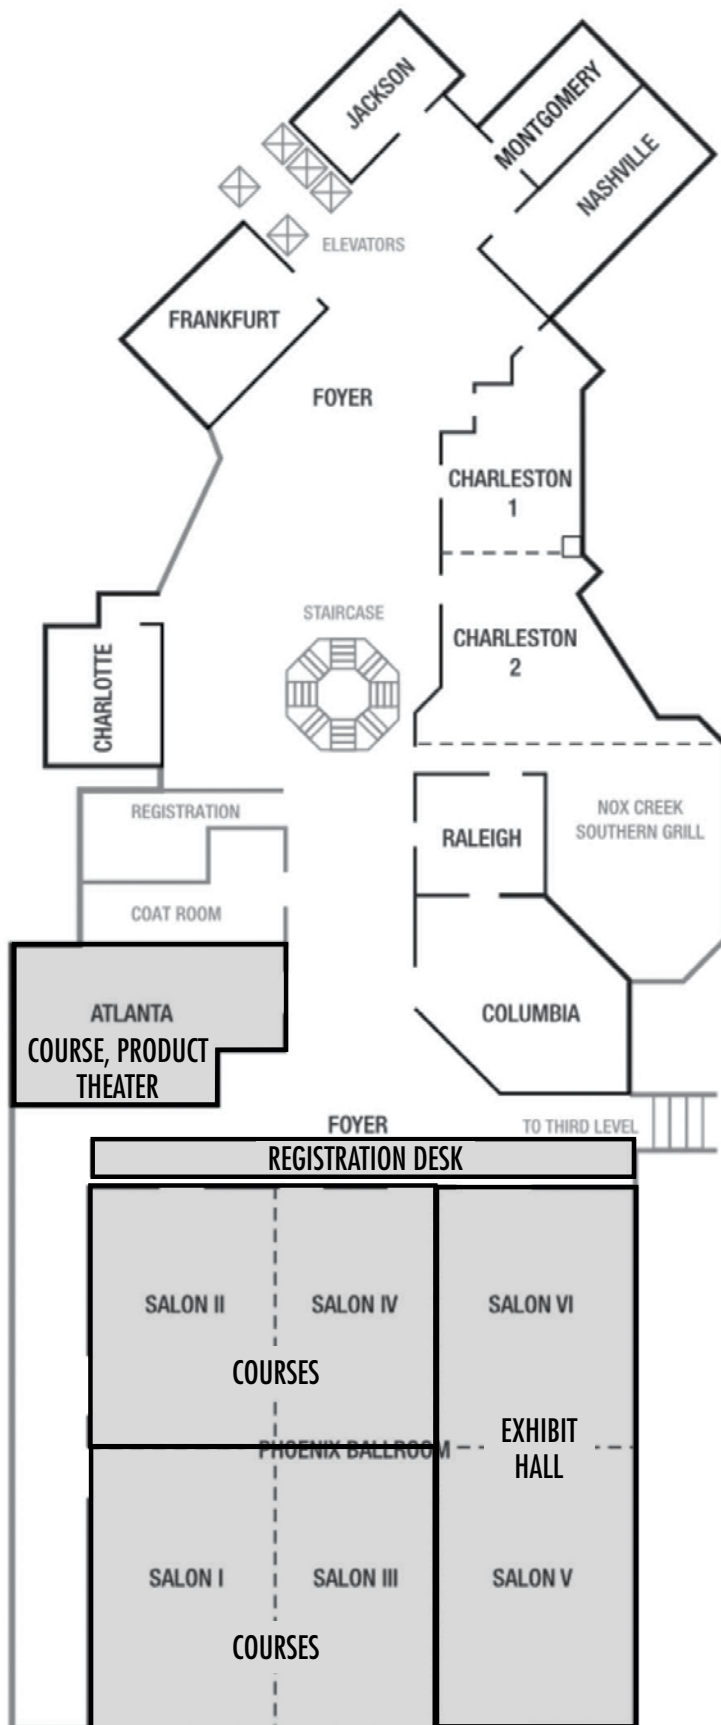 JACKSON
MONTGOMERY
NASHVILLE
ELEVATORS
FRANKFURT
FOYER
CHARLESTON
1
STAIRCASE
CHARLESTON
2
CHARLOTTE
REGISTRATION
NOX CREEK
SOUTHERN GRILL
RALEIGH
COAT ROOM
ATLANTA
COURSE, PRODUCT
THEATER
COLUMBIA
FOYER
TO THIRD LEVEL
REGISTRATION DESK
SALON II
SALON IV
SALON VI
COURSES
PHOENIX BALLROOM
EXHIBIT
HALL
SALON I
SALON III
SALON V
COURSES